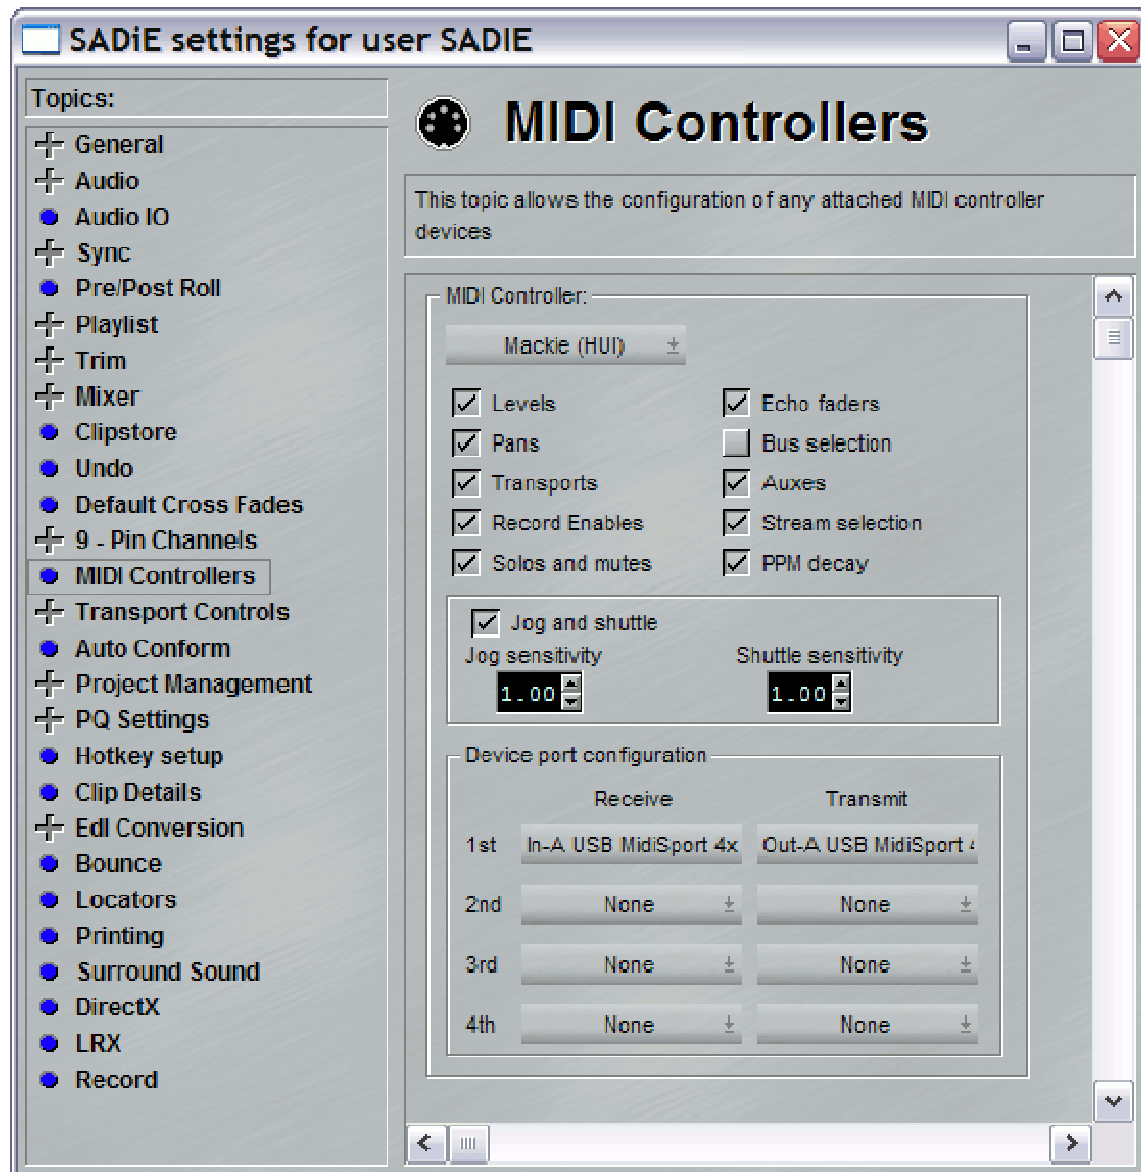 SADiE settings for user SADIE
Topics:
General
Audio
Audio IO
Sync
Pre/Post Roll
Playlist
Trim
Mixer
Clipstore
Undo
Default Cross Fades
9 - Pin Channels
MIDI Controllers
Transport Controls
Auto Conform
Project Management
PQ Settings
Hotkey setup
Clip Details
Edl Conversion
Bounce
Locators
Printing
Surround Sound
DirectX
LRX
Record
MIDI Controllers
This topic allows the configuration of any attached MIDI controller
devices
MIDI Controller:
Mackie (HUI)
Levels Echo faders
Pans Bus selection
Transports Auxes
Record Enables Stream selection
Solos and mutes PPM decay
Jog and shuttle
Jog sensitivity Shuttle sensitivity
1.00 1.00
Device port configuration
Receive Transmit
1st In-A USB MidiSport 4x Out-A USB MidiSport 4
2nd None None
3rd None None
4th None None